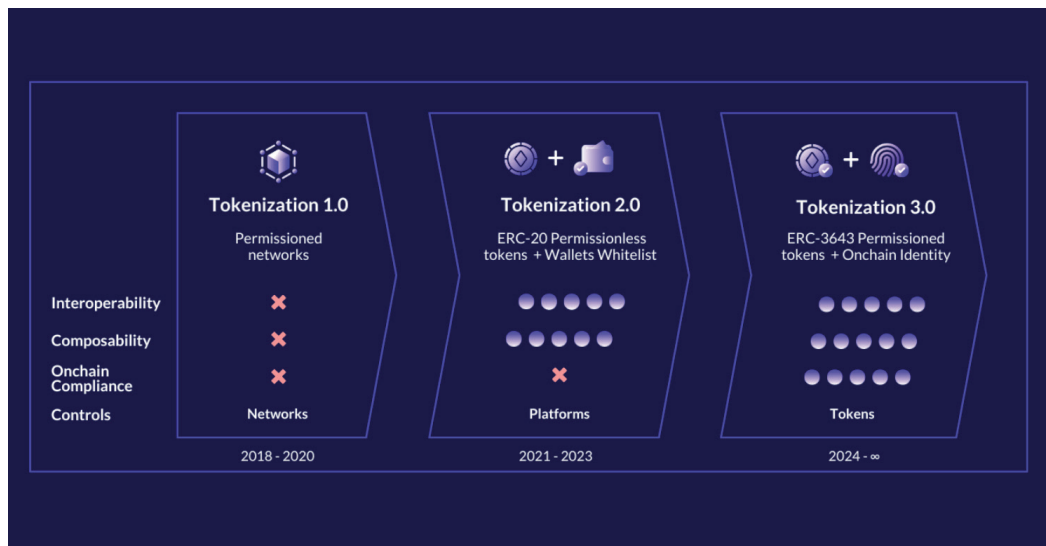 Tokenization 1.0
Permissioned
networks
Tokenization 2.0
ERC-20 Permissionless
tokens + Wallets Whitelist
Tokenization 3.0
ERC-3643 Permissioned
tokens + Onchain Identity
Interoperability
Composability
Onchain
Compliance
Controls
Networks
Platforms
Tokens
2018 - 2020
2021 - 2023
2024 - ∞